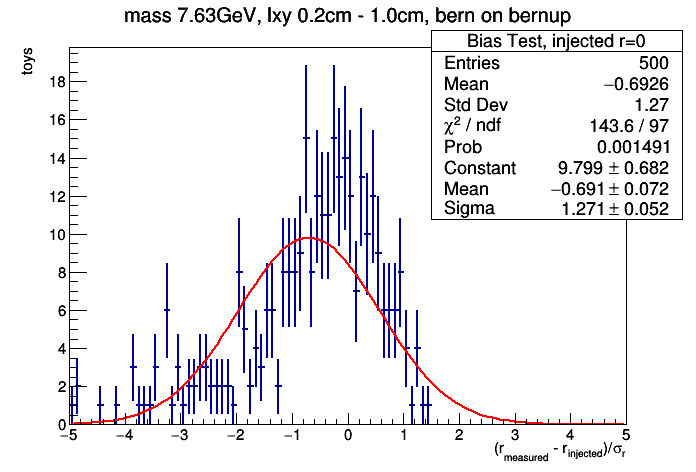 mass 7.63GeV, lxy 0.2cm - 1.0cm, bern on bernup
toys
Bias Test, injected r=0
Entries 500
Mean −0.6926
Std Dev 1.27
χ² / ndf 143.6 / 97
Prob 0.001491
Constant 9.799 ± 0.682
Mean −0.691 ± 0.072
Sigma 1.271 ± 0.052
18
16
14
12
10
8
6
4
2
0
−5 −4 −3 −2 −1 0 1 2 3 4 5
(r_measured - r_injected)/σ_r